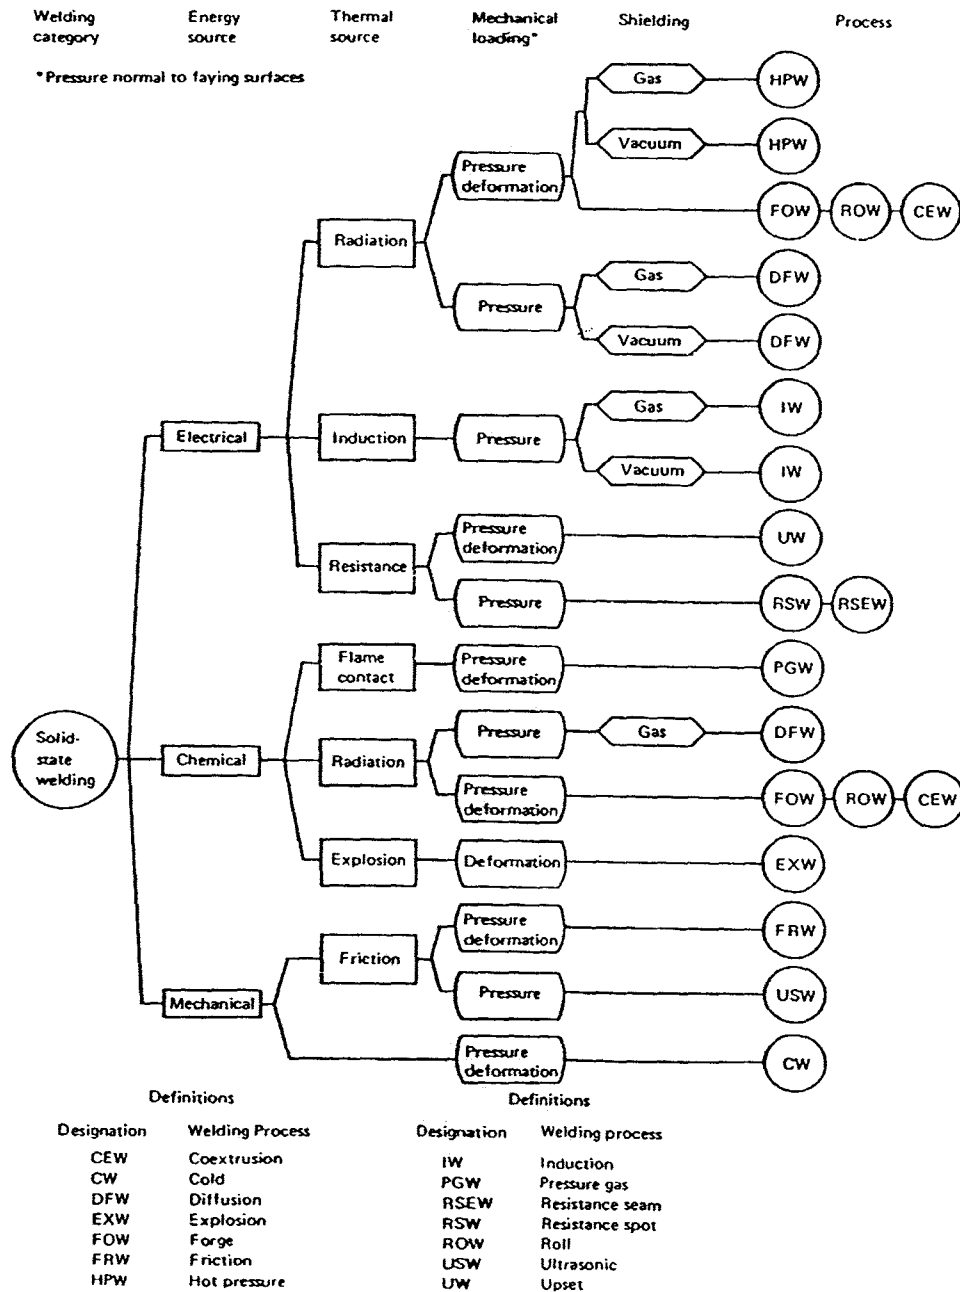 Welding category
Energy source
Thermal source
Mechanical loading*
Shielding
Process
*Pressure normal to faying surfaces
Gas
HPW
Vacuum
HPW
Pressure deformation
FOW
ROW
CEW
Radiation
Gas
DFW
Pressure
Vacuum
DFW
Gas
IW
Electrical
Induction
Pressure
Vacuum
IW
Pressure deformation
UW
Resistance
Pressure
RSW
RSEW
Flame contact
Pressure deformation
PGW
Solid-state welding
Chemical
Radiation
Pressure
Gas
DFW
Pressure deformation
FOW
ROW
CEW
Explosion
Deformation
EXW
Pressure deformation
FRW
Friction
Pressure
USW
Mechanical
Pressure deformation
CW
Definitions
Designation Welding Process
CEW Coextrusion
CW Cold
DFW Diffusion
EXW Explosion
FOW Forge
FRW Friction
HPW Hot pressure
Definitions
Designation Welding process
IW Induction
PGW Pressure gas
RSEW Resistance seam
RSW Resistance spot
ROW Roll
USW Ultrasonic
UW Upset